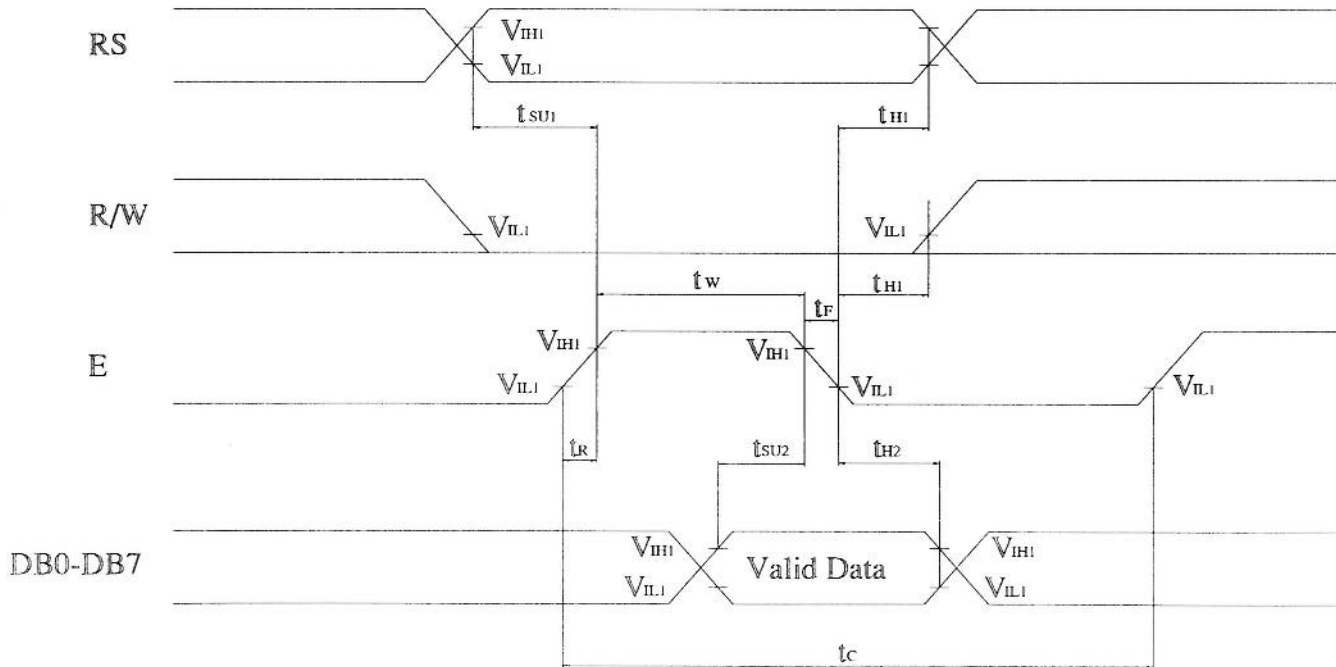 RS
VIH1
VIL1
tSU1
tH1
R/W
VIL1
VIL1
tW
tF
tH1
E
VIH1
VIH1
VIL1
VIL1
VIL1
tR
tSU2
tH2
DB0-DB7
VIH1
Valid Data
VIH1
VIL1
VIL1
tC